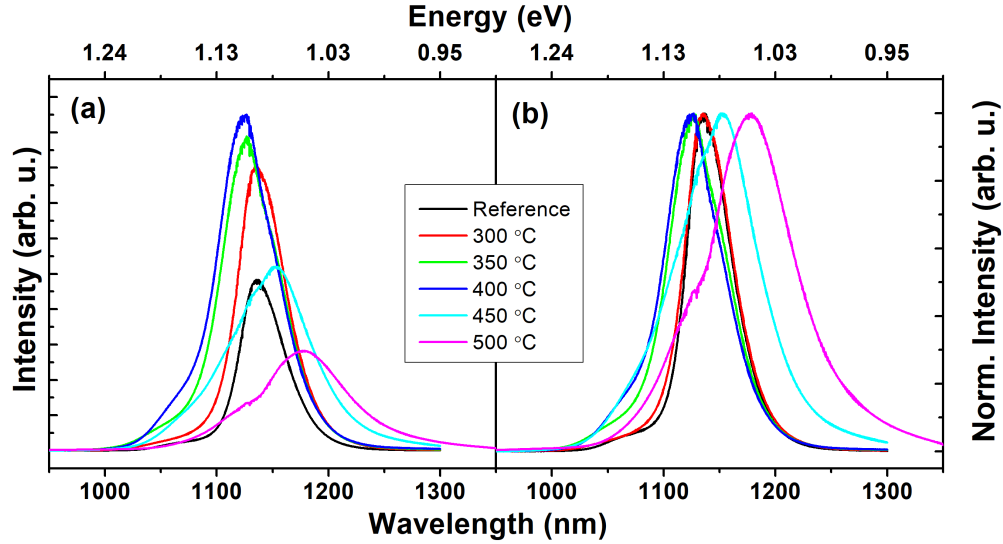 Energy (eV)
1.24 1.13 1.03 0.95 1.24 1.13 1.03 0.95
(a) (b)
Intensity (arb. u.)
Norm. Intensity (arb. u.)
Reference
300 °C
350 °C
400 °C
450 °C
500 °C
1000 1100 1200 1300 1000 1100 1200 1300
Wavelength (nm)